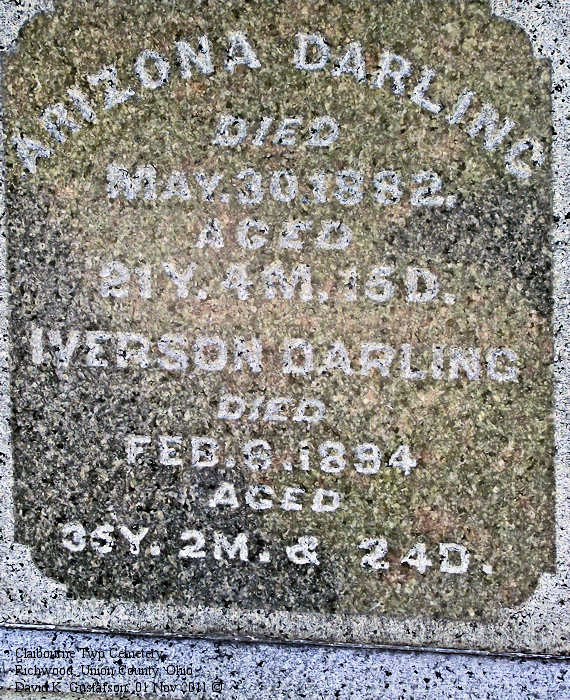 ARIZONA DARLING
DIED
MAY. 30. 1882.
AGED
21Y. 4M. 15D.
IVERSON DARLING
DIED
FEB. 6. 1894
AGED
36Y. 2M. & 24D.
Claibourne Twp Cemetery,
Richwood, Union County, Ohio
David K. Gustafson, 01 Nov 2011 ©